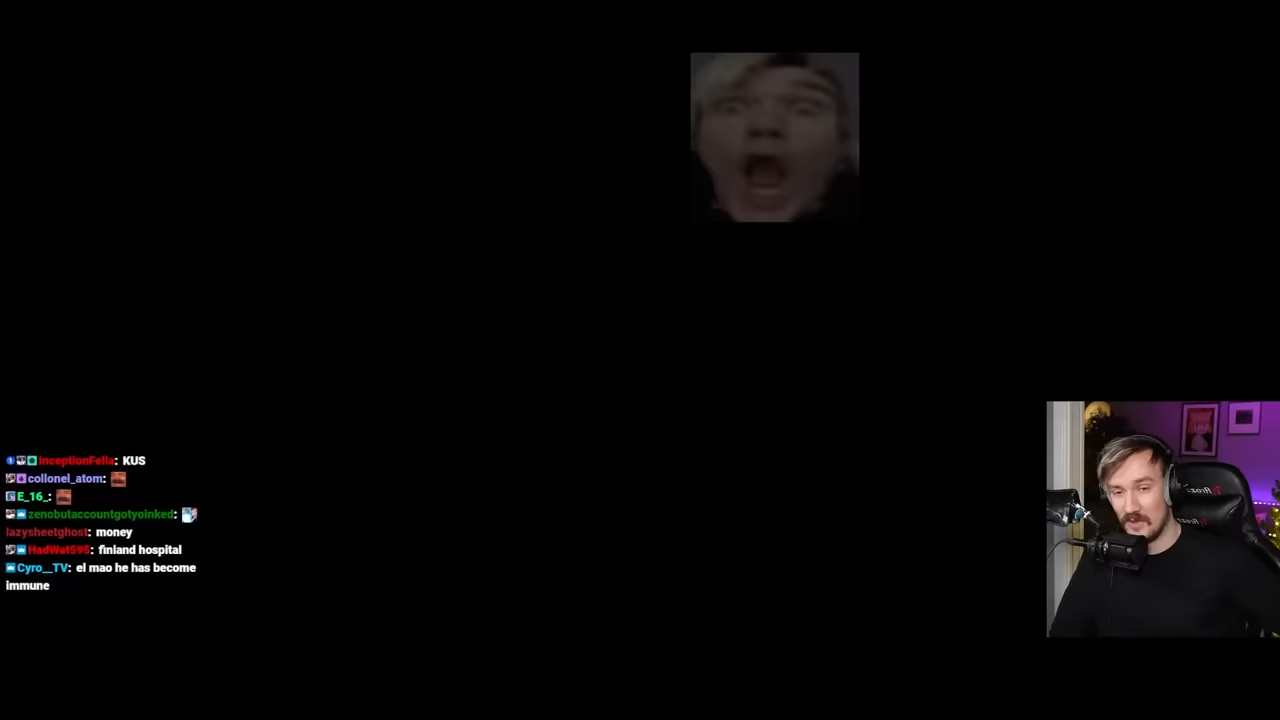 InceptionFella: KUS
collonel_atom:
E_16_:
zenobutaccountgotyoinked:
lazysheetghost: money
HadWat595: finland hospital
Cyro__TV: el mao he has become
immune